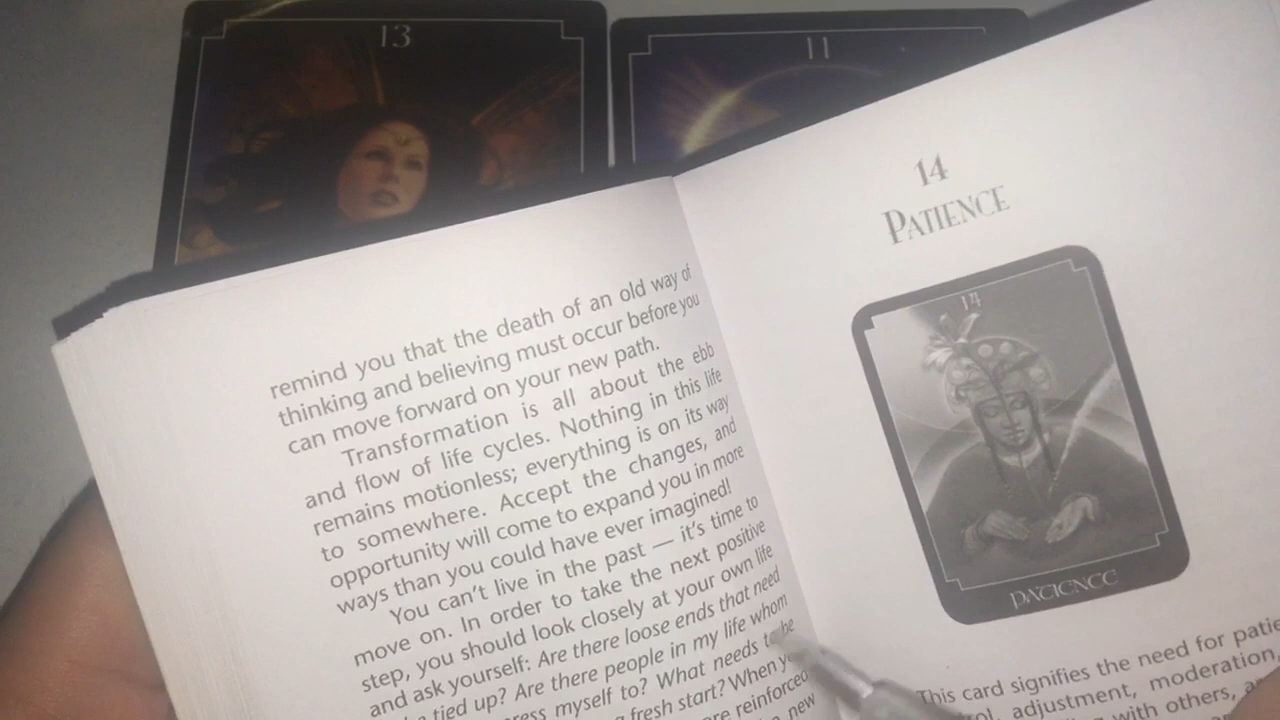 13
11
remind you that the death of an old way of
thinking and believing must occur before you
can move forward on your new path.
Transformation is all about the ebb
and flow of life cycles. Nothing in this life
remains motionless; everything is on its way
to somewhere. Accept the changes, and
opportunity will come to expand you in more
ways than you could have ever imagined!
You can't live in the past — it's time to
move on. In order to take the next positive
step, you should look closely at your own life
and ask yourself: Are there loose ends that need
tied up? Are there people in my life whom
myself to? What needs to be
fresh start? When
reinforced
new
14
PATIENCE
14
PATIENCE
This card signifies the need for
adjustment, moderation,
with others,